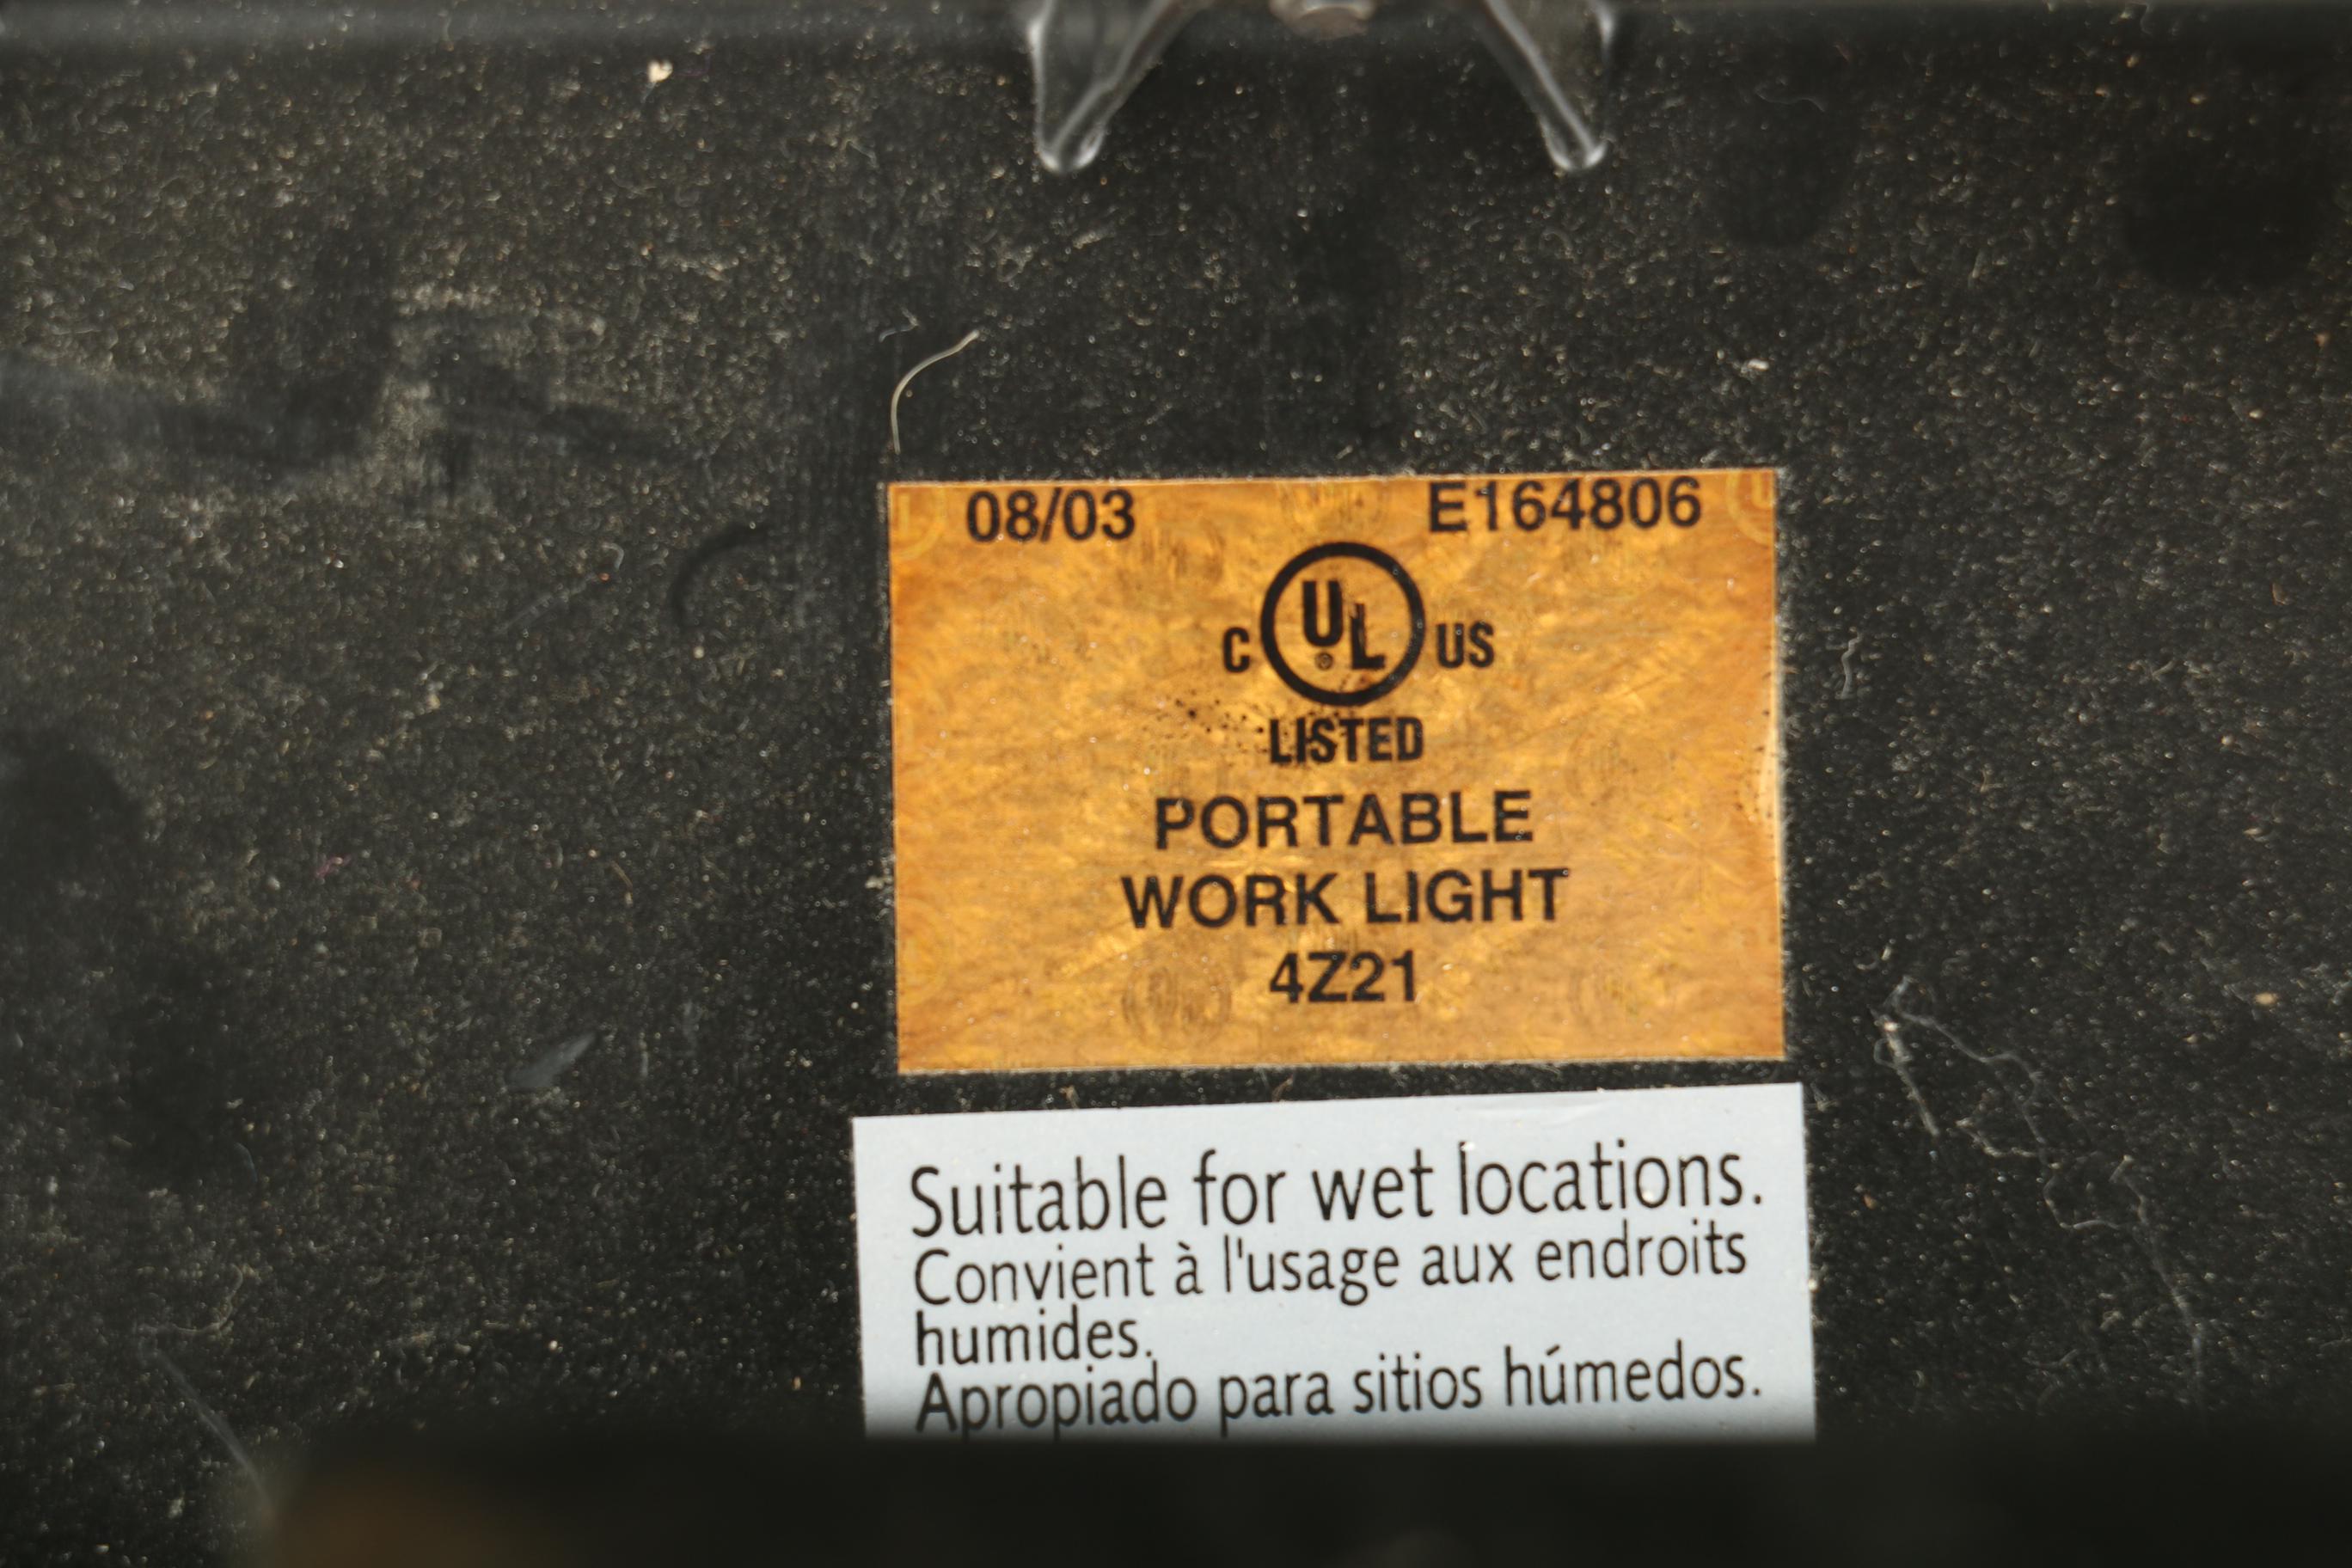 08/03 E164806
C UL ® US
LISTED
PORTABLE
WORK LIGHT
4Z21
Suitable for wet locations.
Convient à l'usage aux endroits
humides.
Apropiado para sitios húmedos.